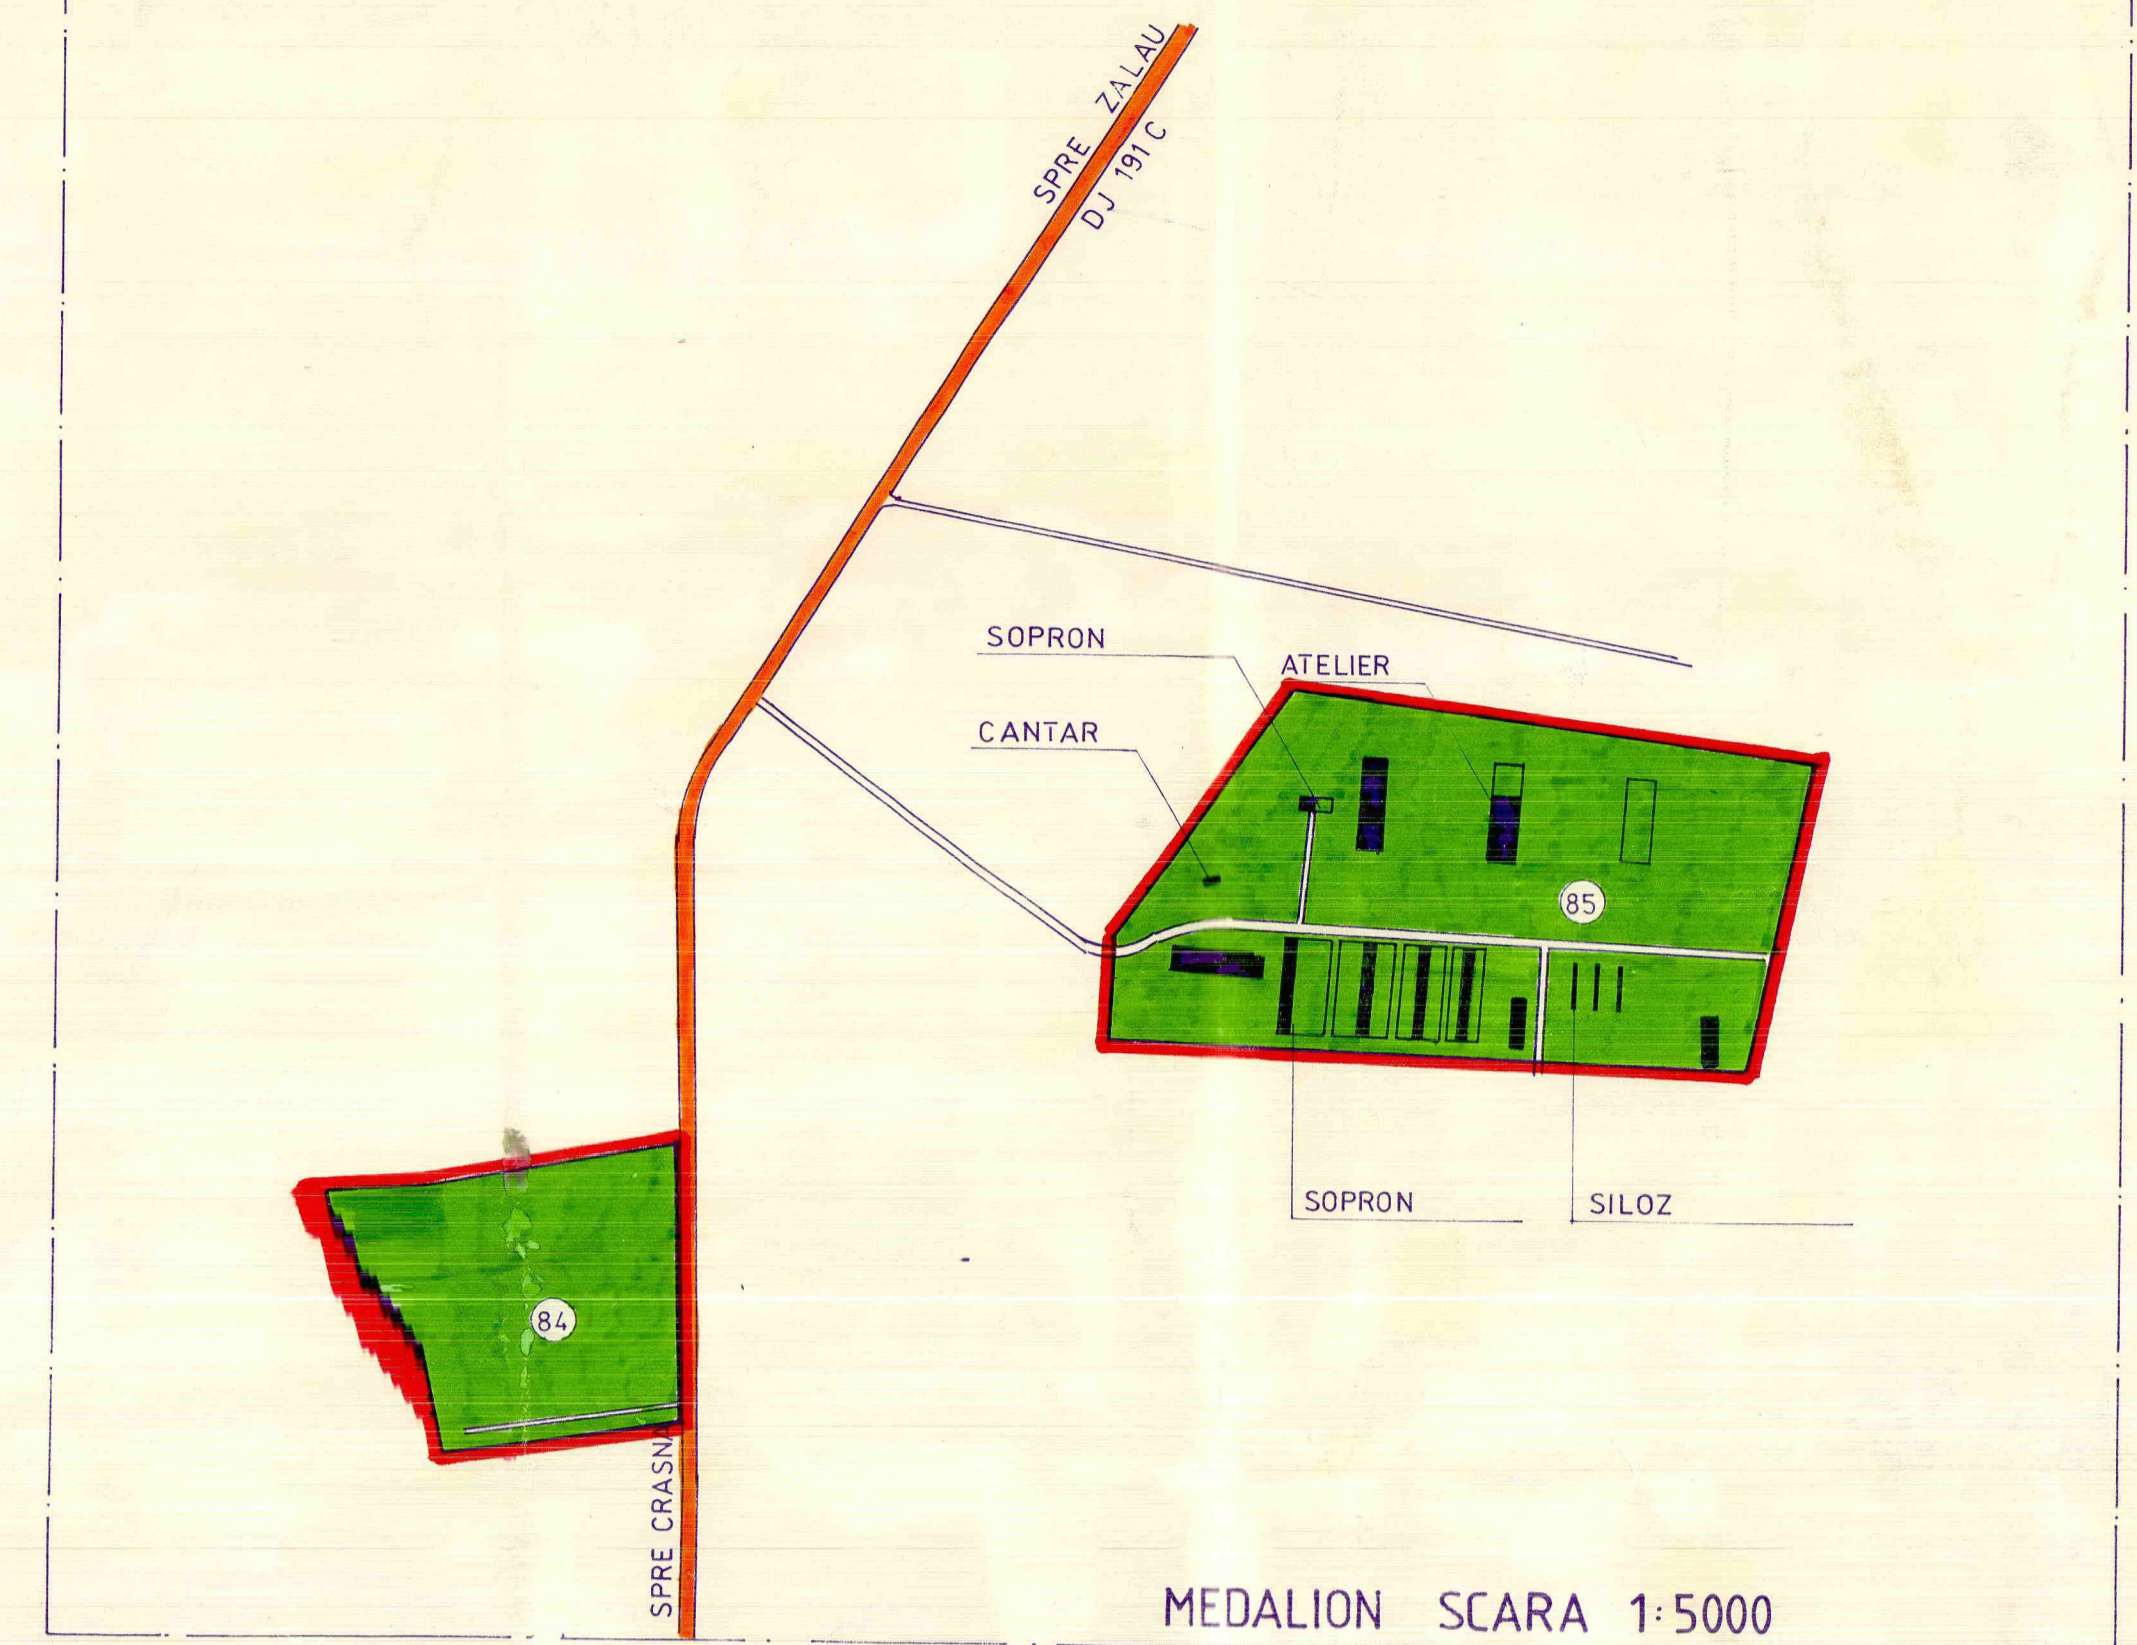 SPRE ZALAU
DJ 191 C
SOPRON
ATELIER
CANTAR
85
SOPRON
SILOZ
84
SPRE CRASNA
MEDALION SCARA 1:5000